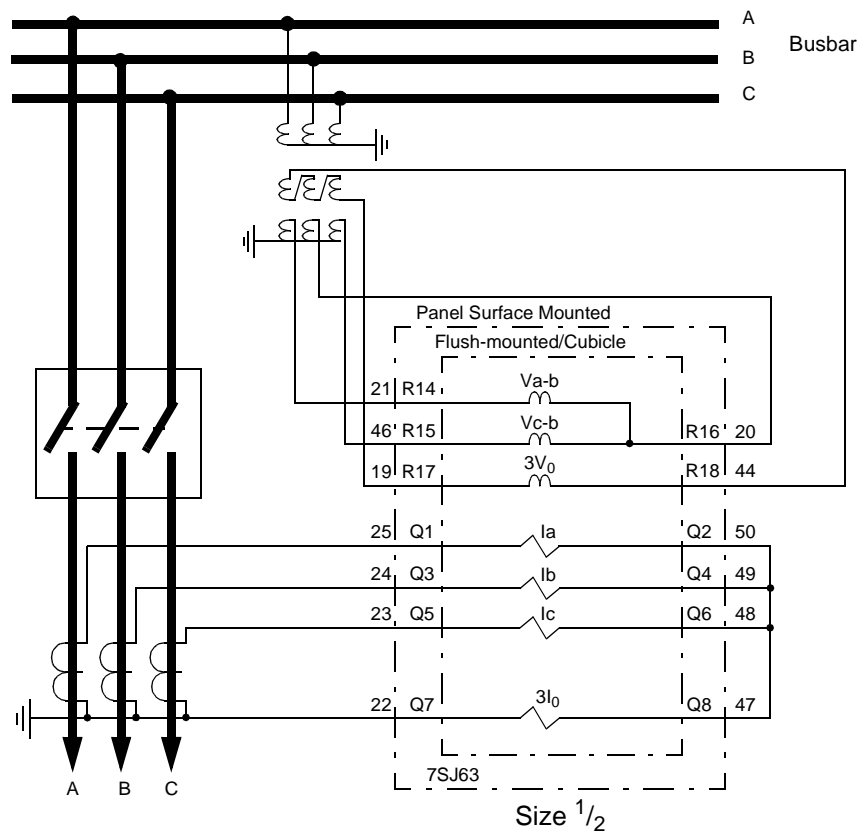 A
Busbar
B
C
Panel Surface Mounted
Flush-mounted/Cubicle
21 R14 Va-b
46 R15 Vc-b R16 20
19 R17 3V0 R18 44
25 Q1 Ia Q2 50
24 Q3 Ib Q4 49
23 Q5 Ic Q6 48
22 Q7 3I0 Q8 47
7SJ63
A B C
Size 1/2